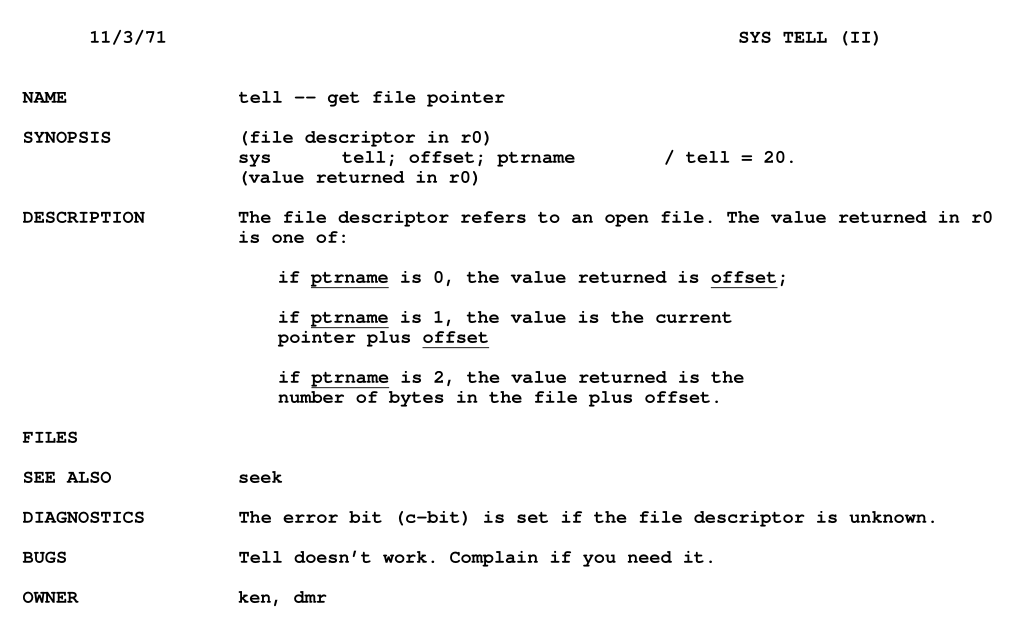 11/3/71 SYS TELL (II)
NAME tell -- get file pointer
SYNOPSIS (file descriptor in r0)
sys tell; offset; ptrname / tell = 20.
(value returned in r0)
DESCRIPTION The file descriptor refers to an open file. The value returned in r0
is one of:
if ptrname is 0, the value returned is offset;
if ptrname is 1, the value is the current
pointer plus offset
if ptrname is 2, the value returned is the
number of bytes in the file plus offset.
FILES
SEE ALSO seek
DIAGNOSTICS The error bit (c-bit) is set if the file descriptor is unknown.
BUGS Tell doesn't work. Complain if you need it.
OWNER ken, dmr